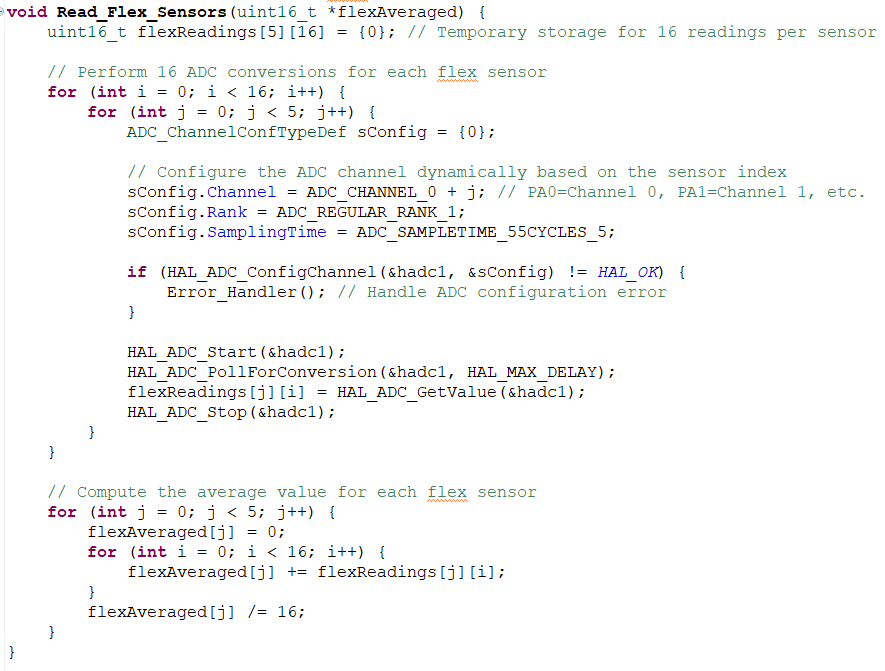 void Read_Flex_Sensors(uint16_t *flexAveraged) {
    uint16_t flexReadings[5][16] = {0}; // Temporary storage for 16 readings per sensor

    // Perform 16 ADC conversions for each flex sensor
    for (int i = 0; i < 16; i++) {
        for (int j = 0; j < 5; j++) {
            ADC_ChannelConfTypeDef sConfig = {0};

            // Configure the ADC channel dynamically based on the sensor index
            sConfig.Channel = ADC_CHANNEL_0 + j; // PA0=Channel 0, PA1=Channel 1, etc.
            sConfig.Rank = ADC_REGULAR_RANK_1;
            sConfig.SamplingTime = ADC_SAMPLETIME_55CYCLES_5;

            if (HAL_ADC_ConfigChannel(&hadc1, &sConfig) != HAL_OK) {
                Error_Handler(); // Handle ADC configuration error
            }

            HAL_ADC_Start(&hadc1);
            HAL_ADC_PollForConversion(&hadc1, HAL_MAX_DELAY);
            flexReadings[j][i] = HAL_ADC_GetValue(&hadc1);
            HAL_ADC_Stop(&hadc1);
        }
    }

    // Compute the average value for each flex sensor
    for (int j = 0; j < 5; j++) {
        flexAveraged[j] = 0;
        for (int i = 0; i < 16; i++) {
            flexAveraged[j] += flexReadings[j][i];
        }
        flexAveraged[j] /= 16;
    }
}